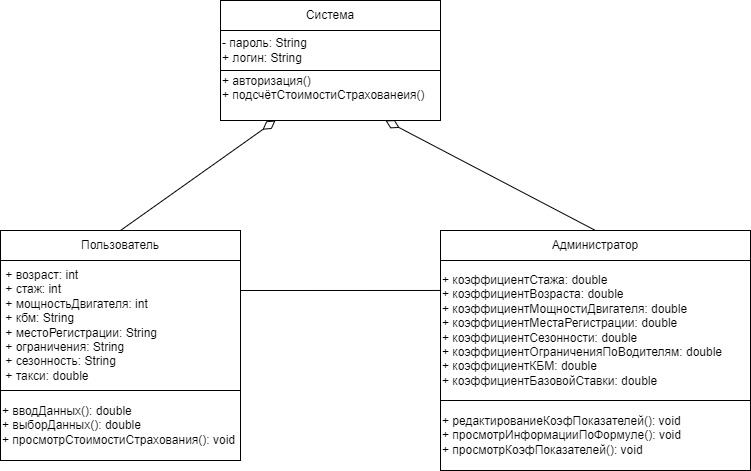 Система
- пароль: String
+ логин: String
+ авторизация()
+ подсчётСтоимостиСтрахованеия()
Пользователь
+ возраст: int
+ стаж: int
+ мощностьДвигателя: int
+ кбм: String
+ местоРегистрации: String
+ ограничения: String
+ сезонность: String
+ такси: double
+ вводДанных(): double
+ выборДанных(): double
+ просмотрСтоимостиСтрахования(): void
Администратор
+ коэффициентСтажа: double
+ коэффициентВозраста: double
+ коэффициентМощностиДвигателя: double
+ коэффициентМестаРегистрации: double
+ коэффициентСезонности: double
+ коэффициентОграниченияПоВодителям: double
+ коэффициентКБМ: double
+ коэффициентБазовойСтавки: double
+ редактированиеКоэфПоказателей(): void
+ просмотрИнформацииПоФормуле(): void
+ просмотрКоэфПоказателей(): void